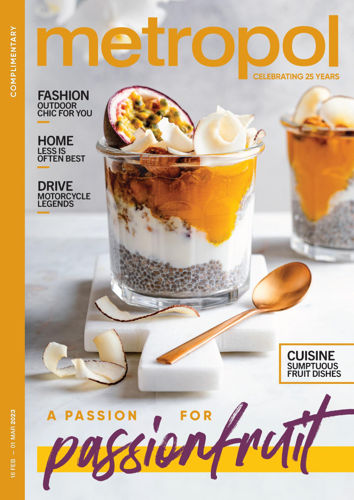 COMPLIMENTARY
metropol
CELEBRATING 25 YEARS
FASHION
OUTDOOR
CHIC FOR YOU
HOME
LESS IS
OFTEN BEST
DRIVE
MOTORCYCLE
LEGENDS
CUISINE
SUMPTUOUS
FRUIT DISHES
A PASSION FOR
passionfruit
16 FEB – 01 MAR 2023